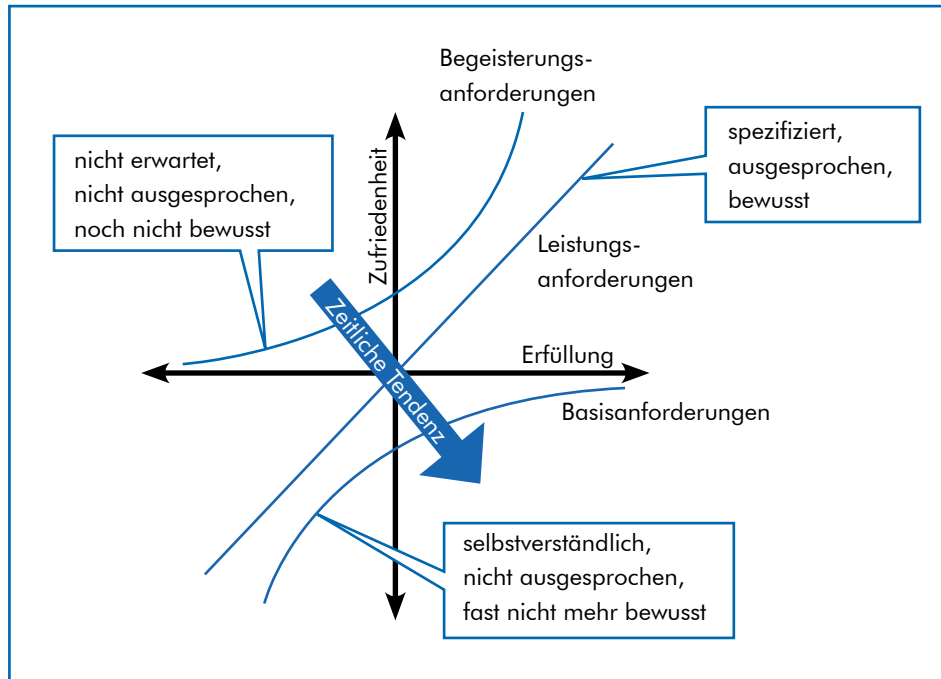 Begeisterungs-
anforderungen
nicht erwartet,
nicht ausgesprochen,
noch nicht bewusst
spezifiziert,
ausgesprochen,
bewusst
Zufriedenheit
Leistungs-
anforderungen
Zeitliche Tendenz
Erfüllung
Basisanforderungen
selbstverständlich,
nicht ausgesprochen,
fast nicht mehr bewusst